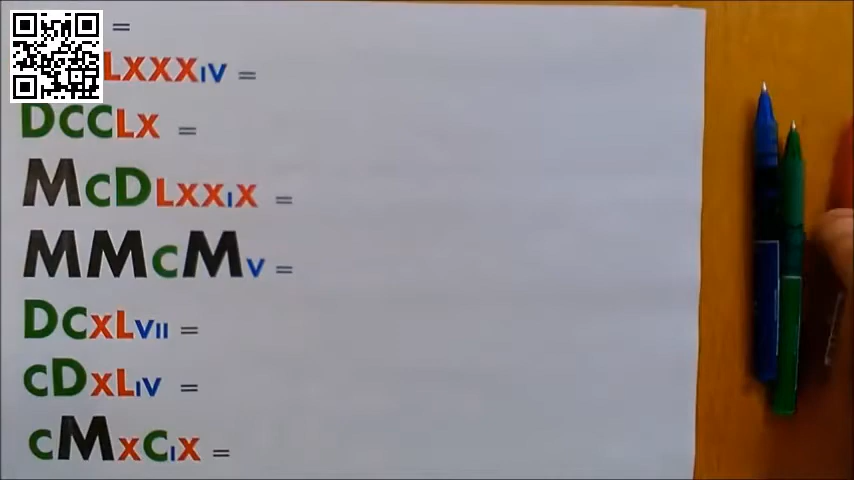 =
LXXXIV =
DCCLX =
MCDLXXIX =
MMCMV =
DCXLVII =
CDXLIV =
CMXCIX =